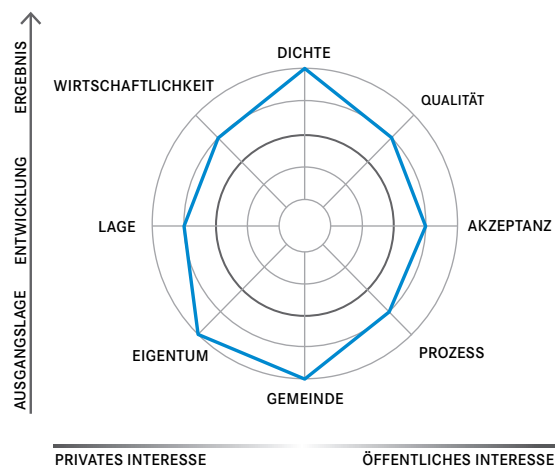 DICHTE
WIRTSCHAFTLICHKEIT
QUALITÄT
LAGE
AKZEPTANZ
EIGENTUM
PROZESS
GEMEINDE
ERGEBNIS
ENTWICKLUNG
AUSGANGSLAGE
PRIVATES INTERESSE
ÖFFENTLICHES INTERESSE